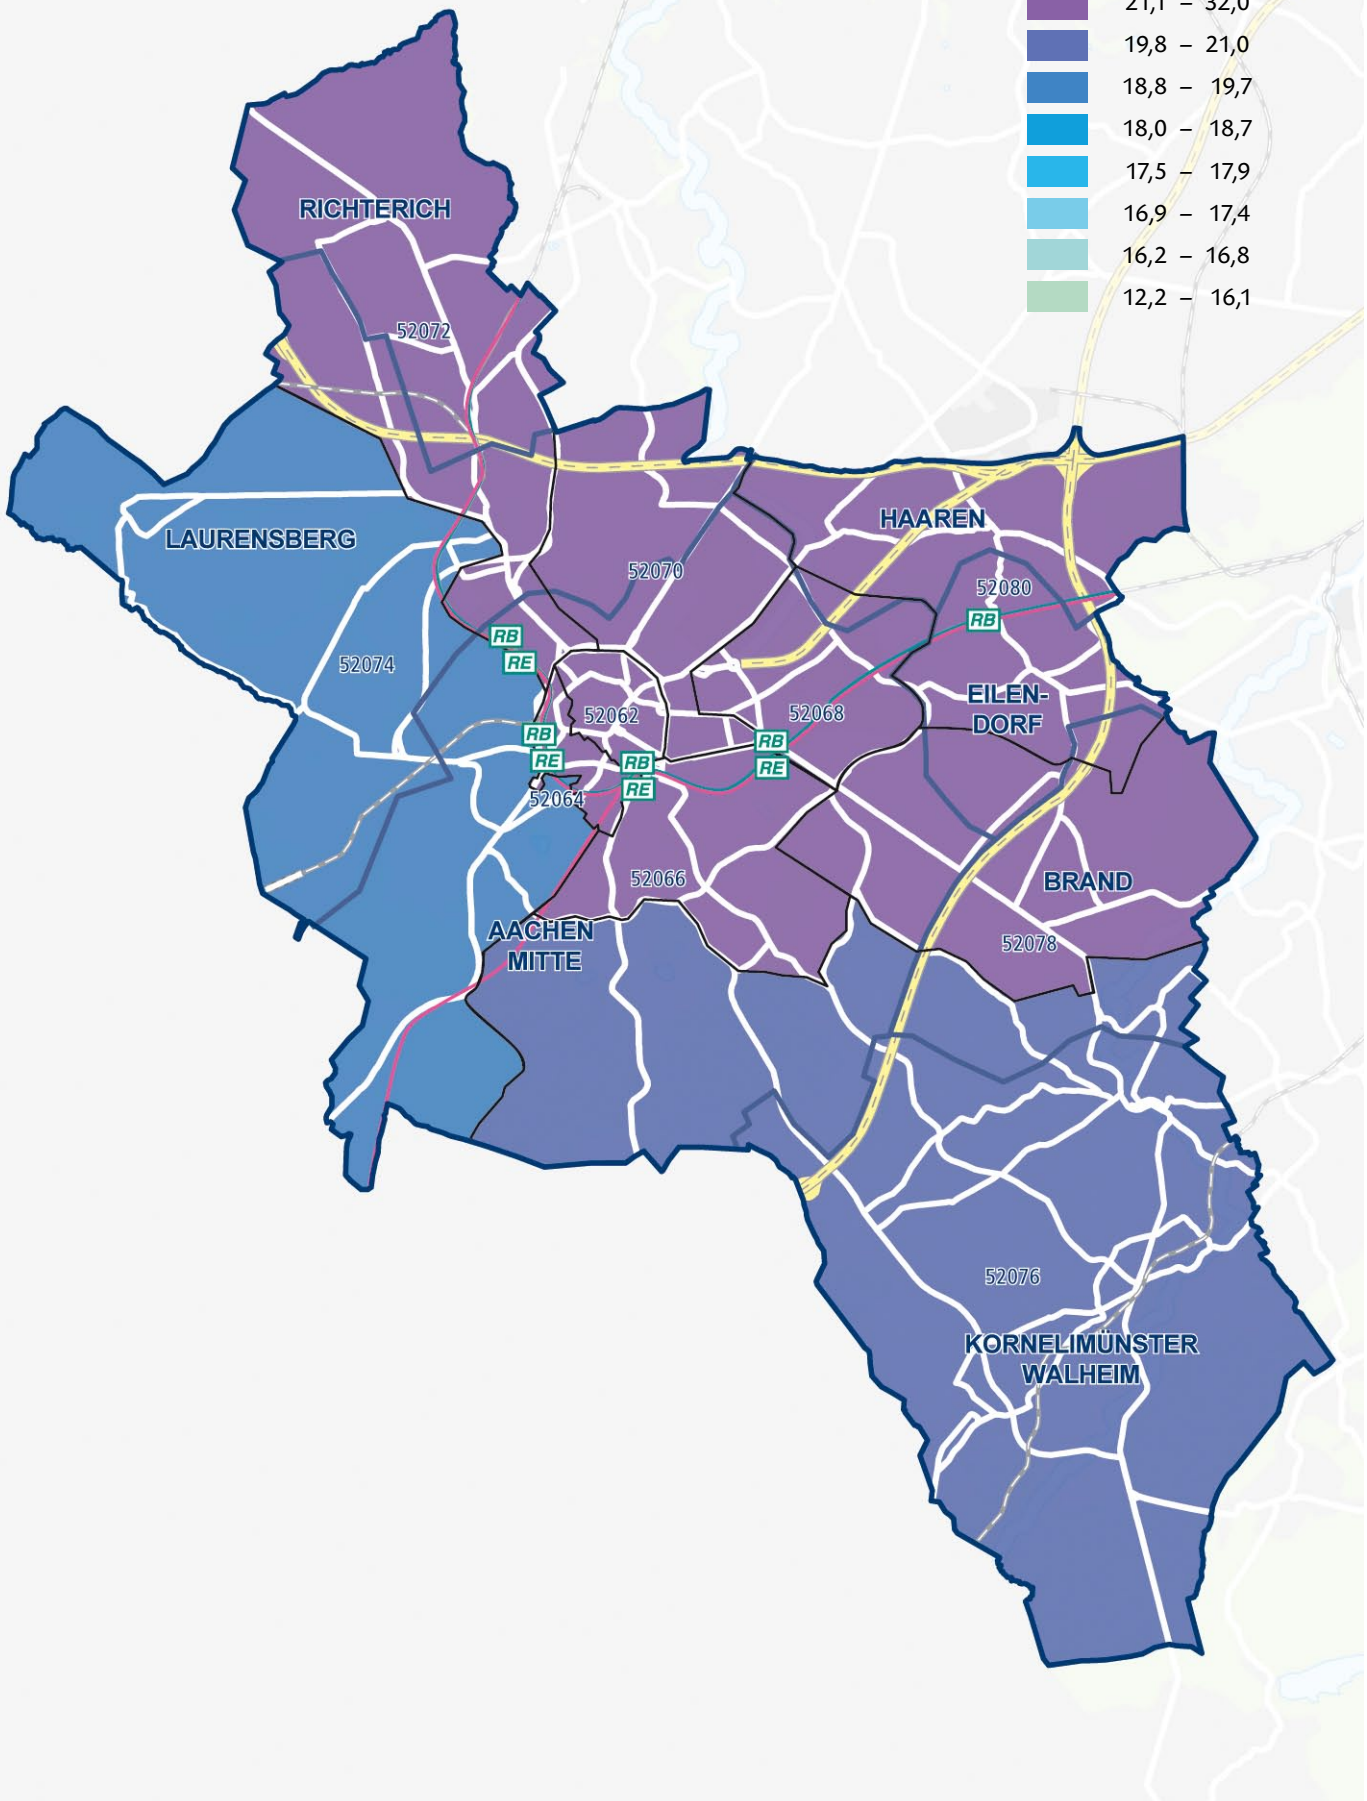 21,1 – 32,0
19,8 – 21,0
18,8 – 19,7
18,0 – 18,7
17,5 – 17,9
16,9 – 17,4
16,2 – 16,8
12,2 – 16,1
RICHTERICH
52072
HAAREN
LAURENSBERG
52070
52080
RB
RB
RE
52074
EILEN-
DORF
52062
52068
RB
RE
RB
RE
RB
RE
52064
52066
BRAND
AACHEN
MITTE
52078
52076
KORNELIMÜNSTER
WALHEIM